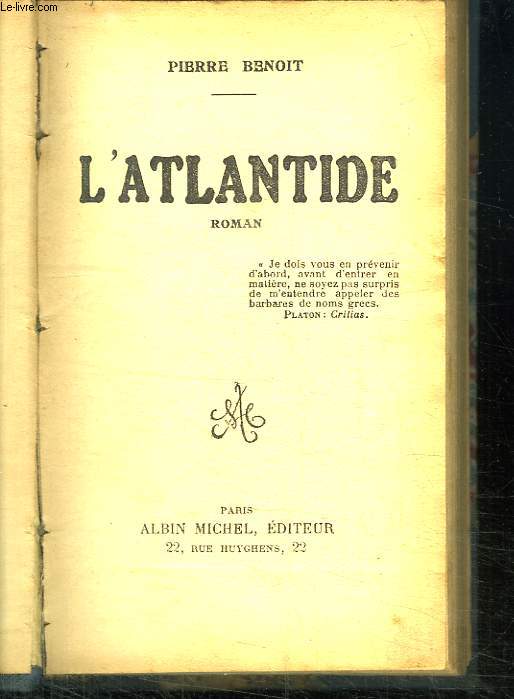 Le-livre.com
PIERRE BENOIT
L'ATLANTIDE
ROMAN
« Je dois vous en prévenir
d'abord, avant d'entrer en
matière, ne soyez pas surpris
de m'entendre appeler des
barbares de noms grecs.
PLATON : Critias.
PARIS
ALBIN MICHEL, ÉDITEUR
22, RUE HUYGHENS, 22